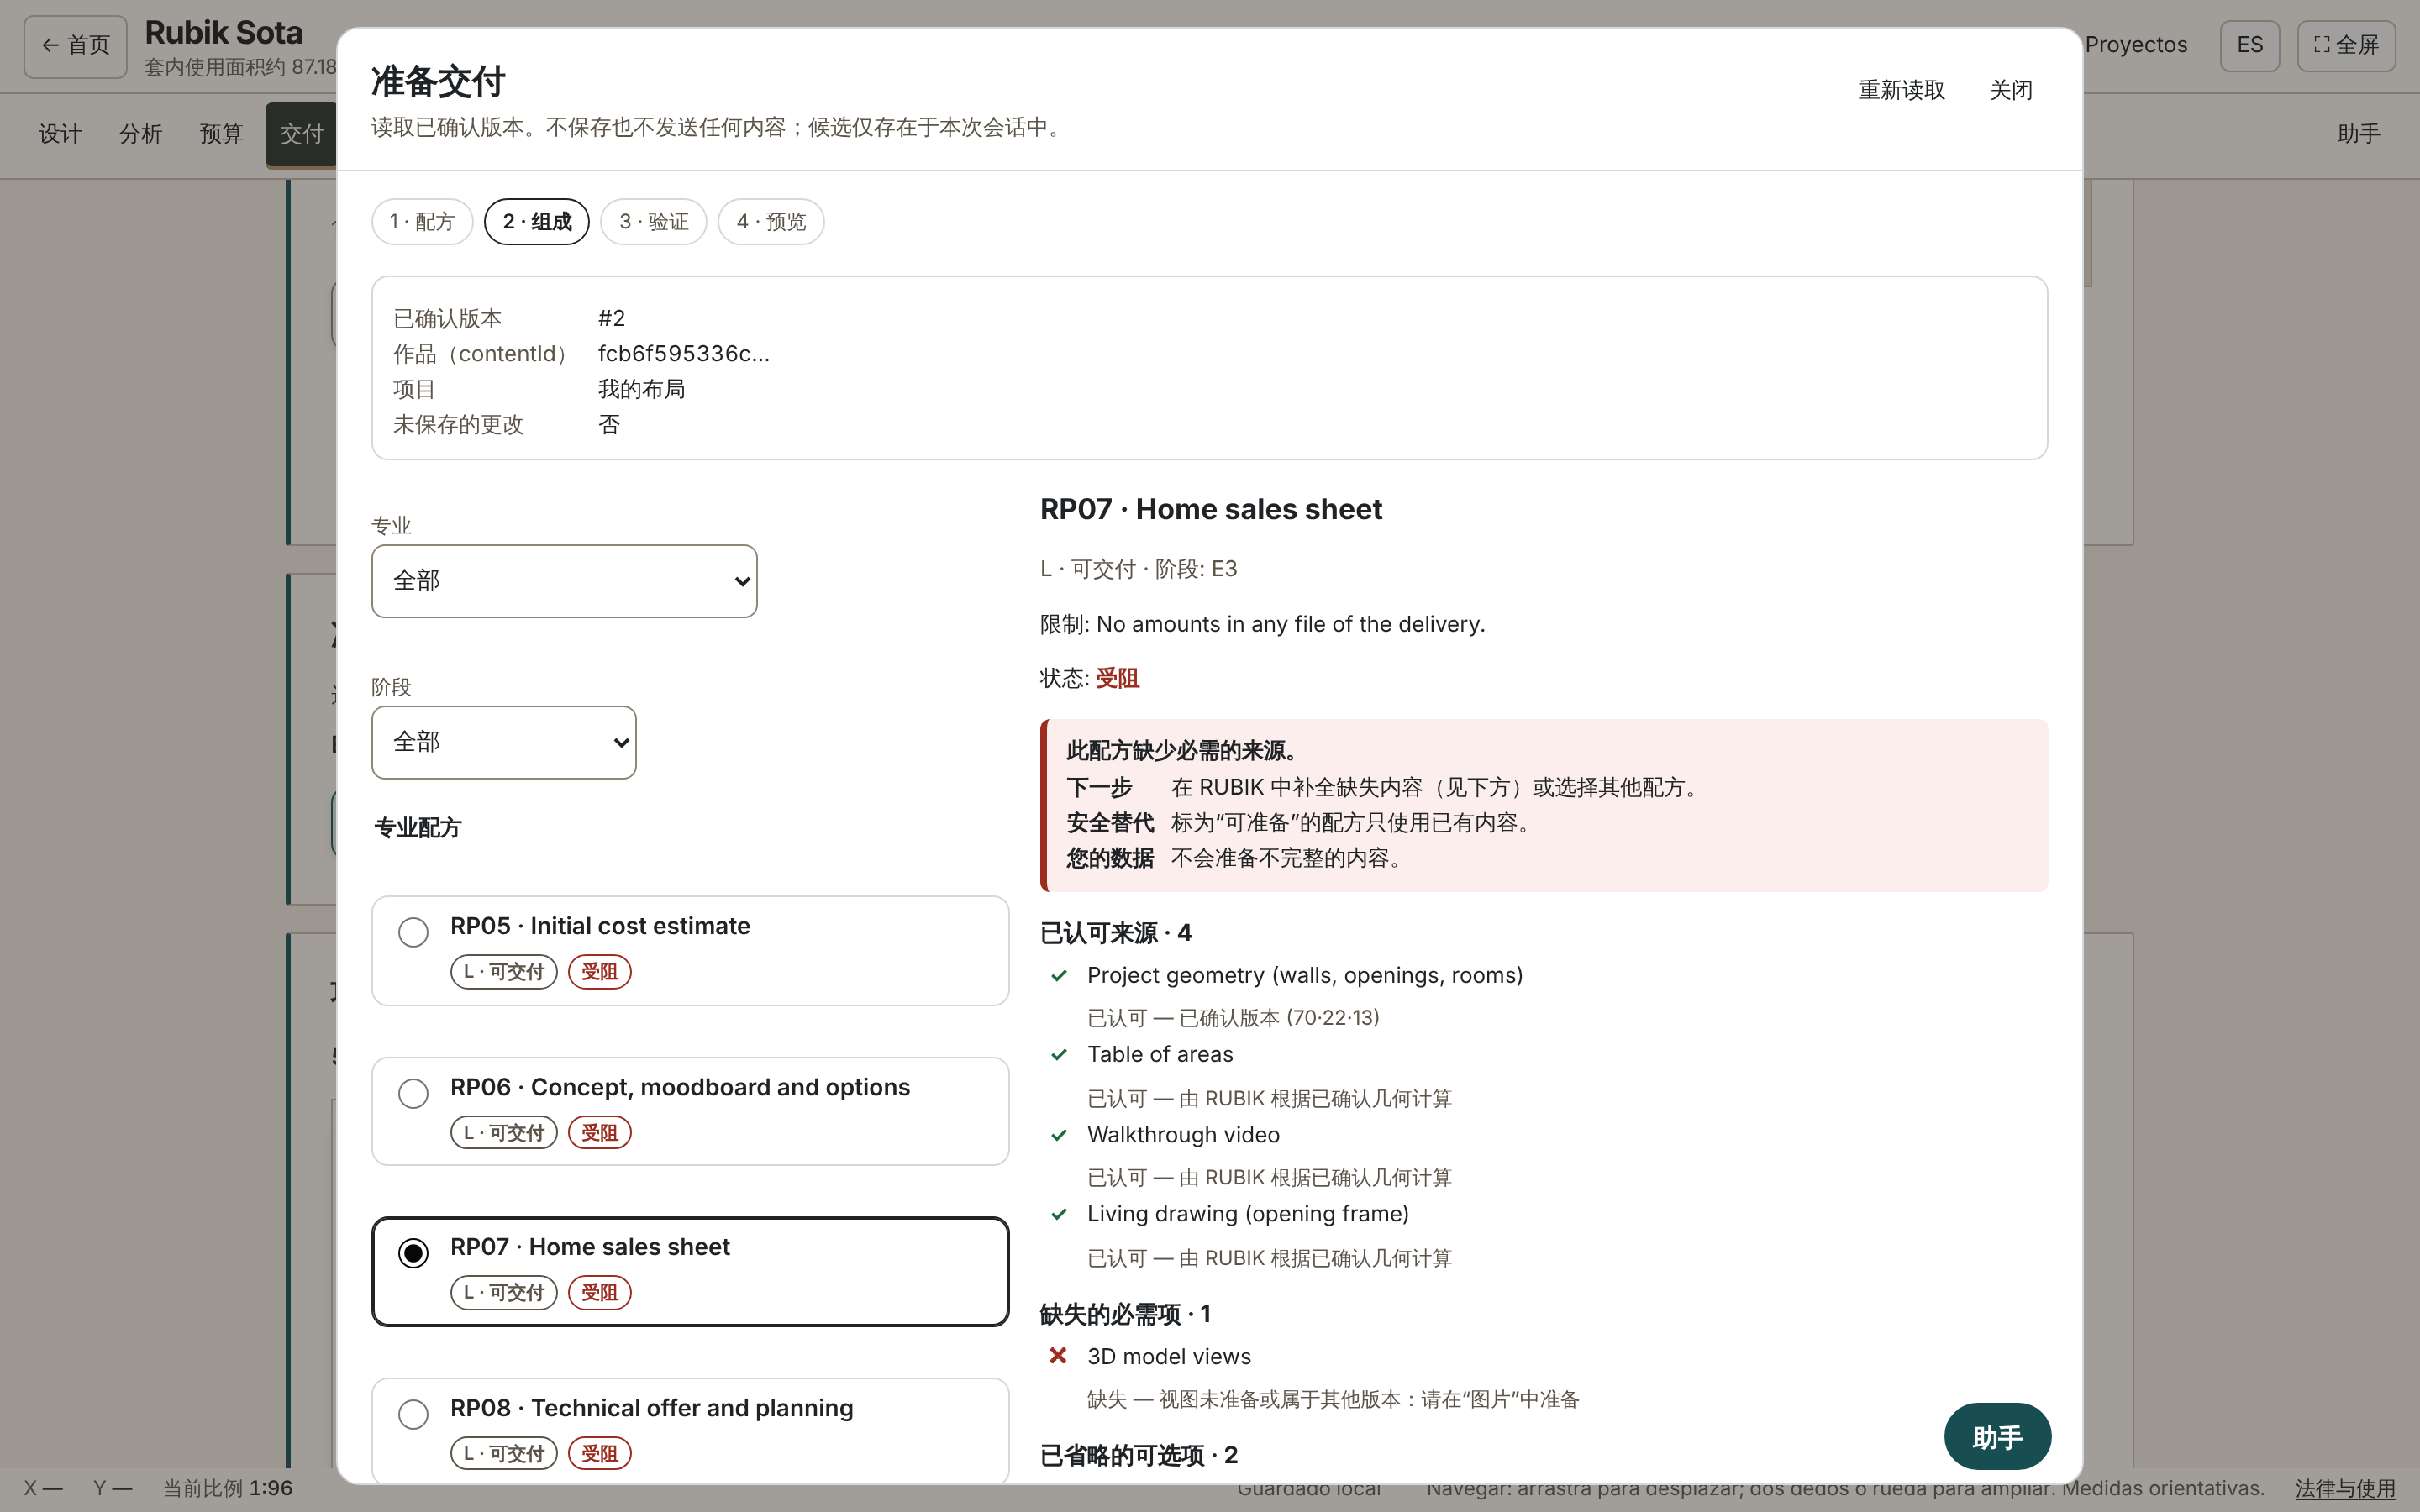 ← 首页
Rubik Sota
套内使用面积约 87.18
Proyectos
ES
全屏
设计
分析
预算
交付
助手
准备交付
读取已确认版本。不保存也不发送任何内容；候选仅存在于本次会话中。
重新读取
关闭
1 · 配方
2 · 组成
3 · 验证
4 · 预览
已确认版本 #2
作品（contentId） fcb6f595336c…
项目 我的布局
未保存的更改 否
专业
全部
阶段
全部
专业配方
RP05 · Initial cost estimate
L · 可交付 受阻
RP06 · Concept, moodboard and options
L · 可交付 受阻
RP07 · Home sales sheet
L · 可交付 受阻
RP08 · Technical offer and planning
L · 可交付 受阻
RP07 · Home sales sheet
L · 可交付 · 阶段: E3
限制: No amounts in any file of the delivery.
状态: 受阻
此配方缺少必需的来源。
下一步 在 RUBIK 中补全缺失内容（见下方）或选择其他配方。
安全替代 标为“可准备”的配方只使用已有内容。
您的数据 不会准备不完整的内容。
已认可来源 · 4
Project geometry (walls, openings, rooms)
已认可 — 已确认版本 (70·22·13)
Table of areas
已认可 — 由 RUBIK 根据已确认几何计算
Walkthrough video
已认可 — 由 RUBIK 根据已确认几何计算
Living drawing (opening frame)
已认可 — 由 RUBIK 根据已确认几何计算
缺失的必需项 · 1
3D model views
缺失 — 视图未准备或属于其他版本：请在“图片”中准备
已省略的可选项 · 2
助手
X — Y — 当前比例 1:96
Guardado local
Navegar: arrastra para desplazar; dos dedos o rueda para ampliar. Medidas orientativas.
法律与使用